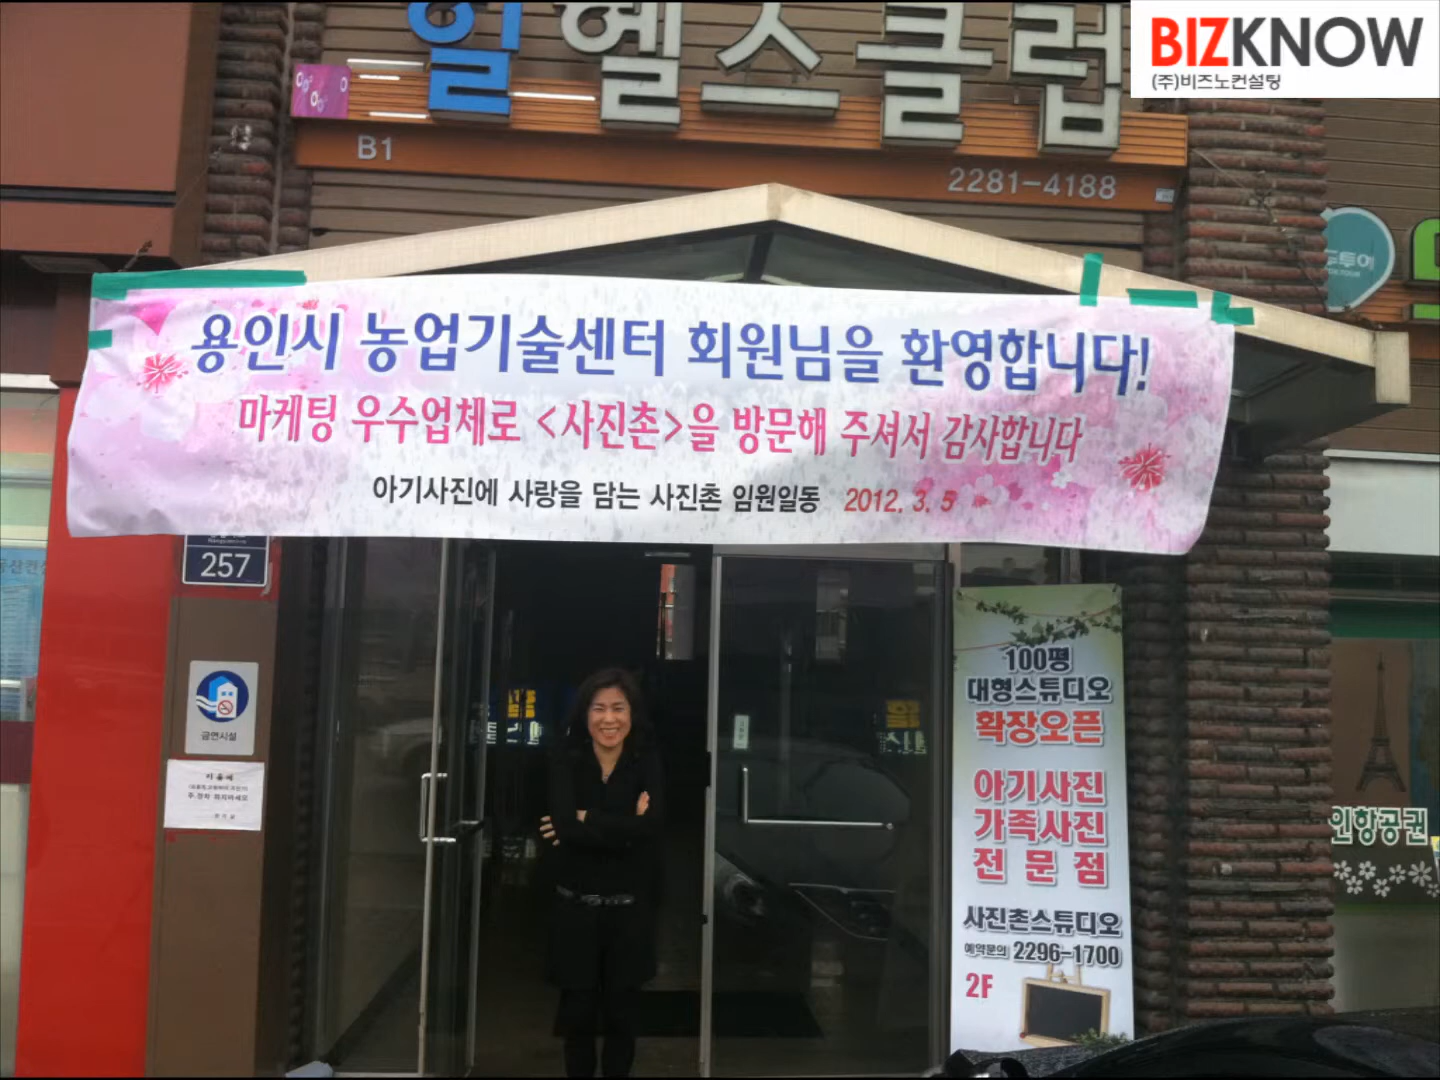 BIZKNOW
(주)비즈노컨설팅
일헬스클럽
B1
2281-4188
용인시 농업기술센터 회원님을 환영합니다!
마케팅 우수업체로 <사진촌>을 방문해 주셔서 감사합니다
아기사진에 사랑을 담는 사진촌 임원일동 2012. 3. 5
257
금연시설
100평
대형스튜디오
확장오픈
아기사진
가족사진
전문점
사진촌스튜디오
예약문의 2296-1700
2F
인항공권